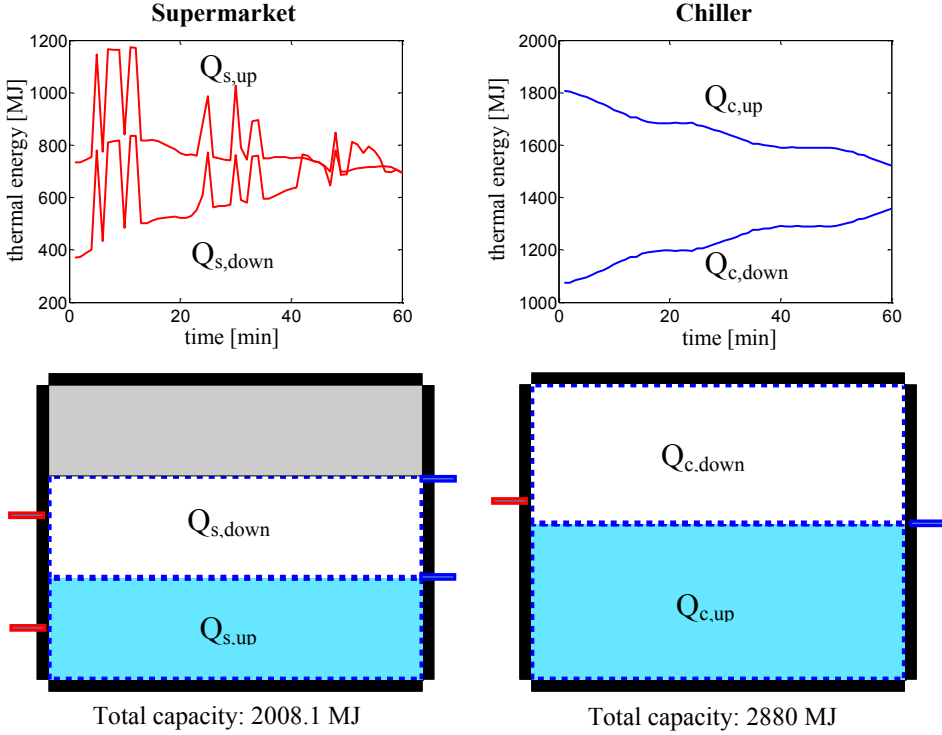 Supermarket
Chiller
thermal energy [MJ]
1200
1000
800
600
400
200
0
20
40
60
time [min]
Qs,up
Qs,down
thermal energy [MJ]
2000
1800
1600
1400
1200
1000
0
20
40
60
time [min]
Qc,up
Qc,down
Qs,down
Qs,up
Qc,down
Qc,up
Total capacity: 2008.1 MJ
Total capacity: 2880 MJ